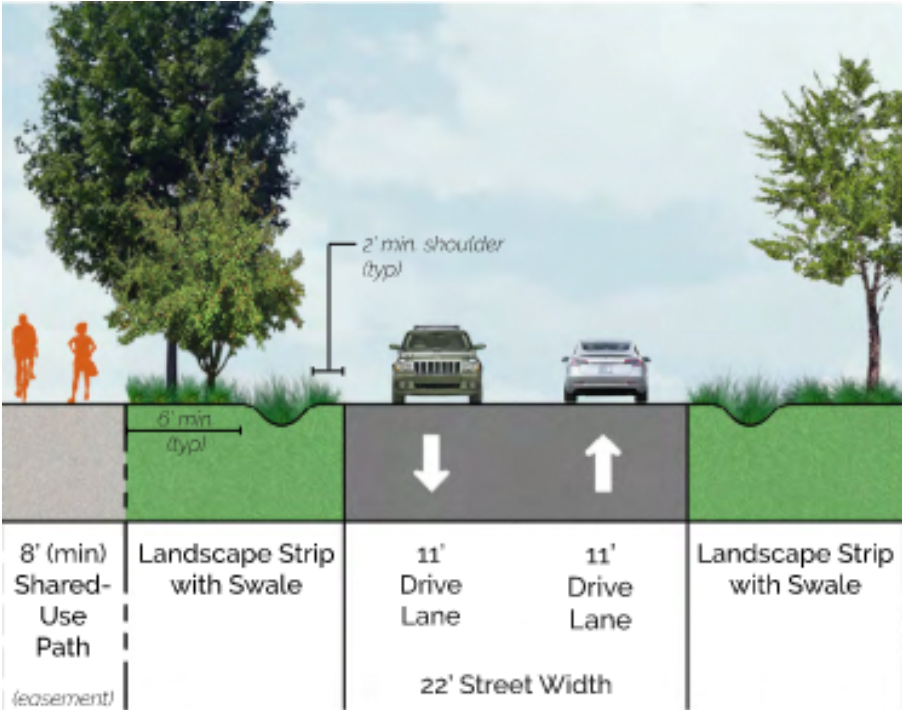 2' min. shoulder
(typ)
6' min
(typ)
8' (min)
Shared-
Use
Path
(easement)
Landscape Strip
with Swale
11'
Drive
Lane
11'
Drive
Lane
22' Street Width
Landscape Strip
with Swale